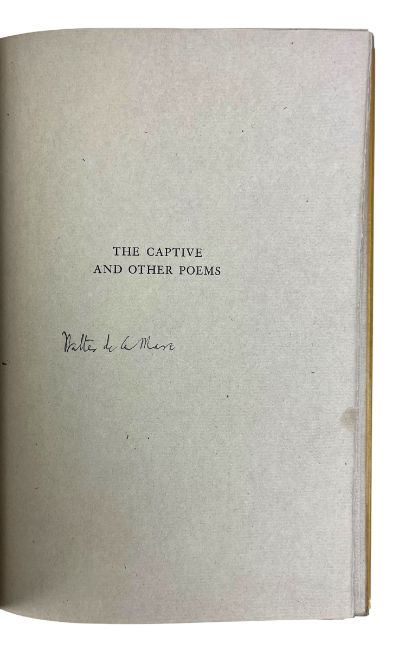 THE CAPTIVE
AND OTHER POEMS
Walter de la Mare